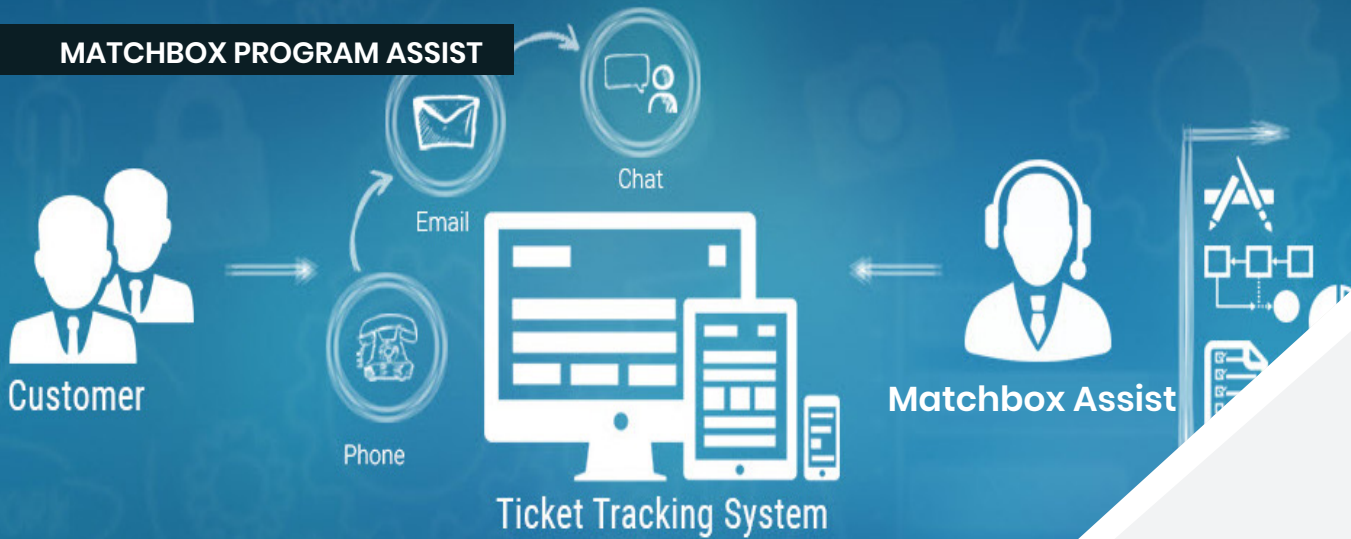 MATCHBOX PROGRAM ASSIST
Chat
Email
Customer
Matchbox Assist
Phone
Ticket Tracking System